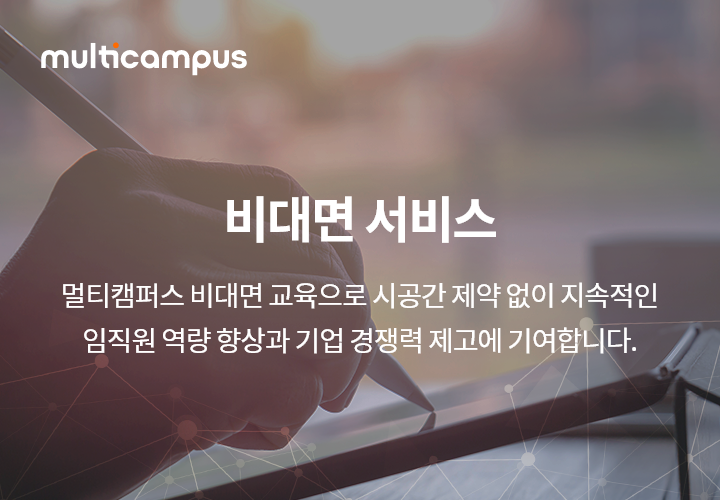 multicampus
비대면 서비스
멀티캠퍼스 비대면 교육으로 시공간 제약 없이 지속적인
임직원 역량 향상과 기업 경쟁력 제고에 기여합니다.